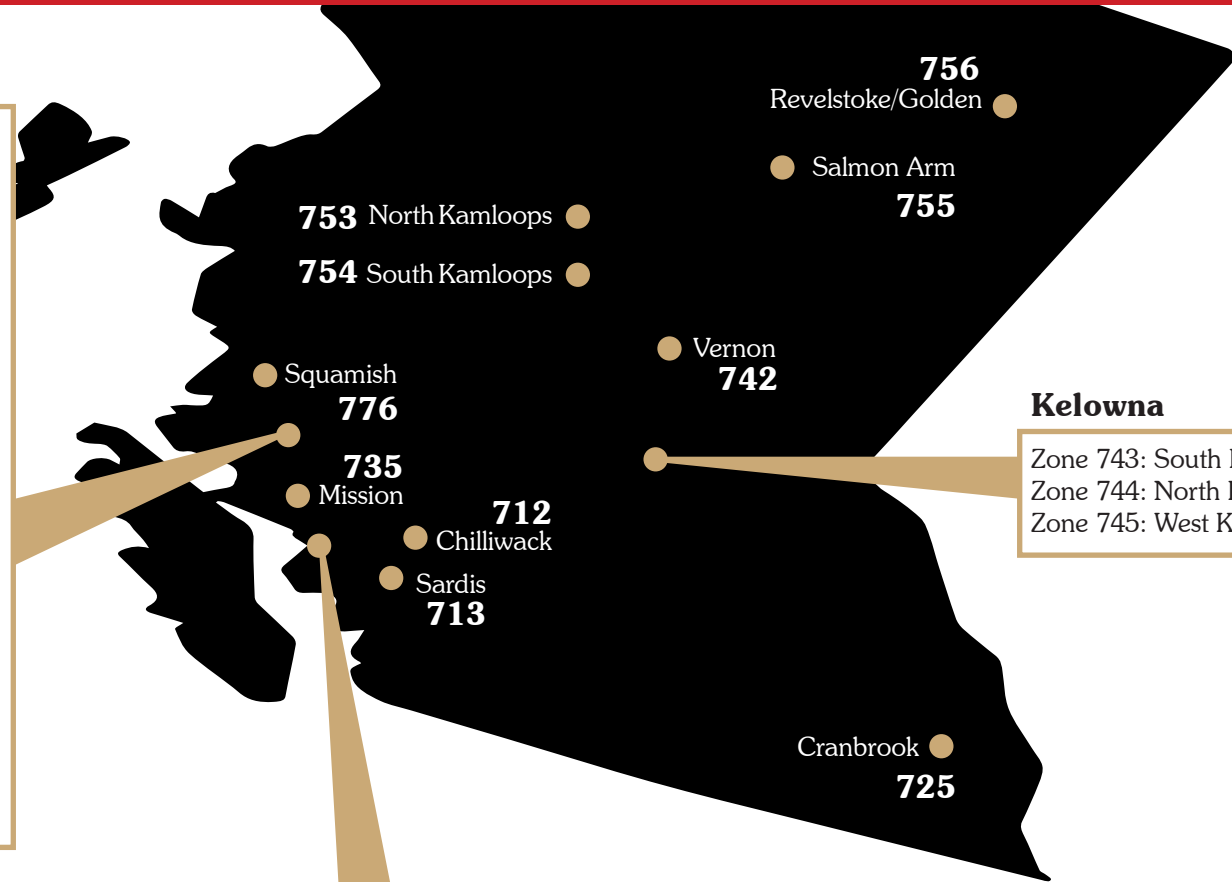 756
Revelstoke/Golden
Salmon Arm
755
753 North Kamloops
754 South Kamloops
Vernon
742
Squamish
776
Kelowna
Zone 743: South
Zone 744: North
Zone 745: West
735
Mission
712
Chilliwack
Sardis
713
Cranbrook
725